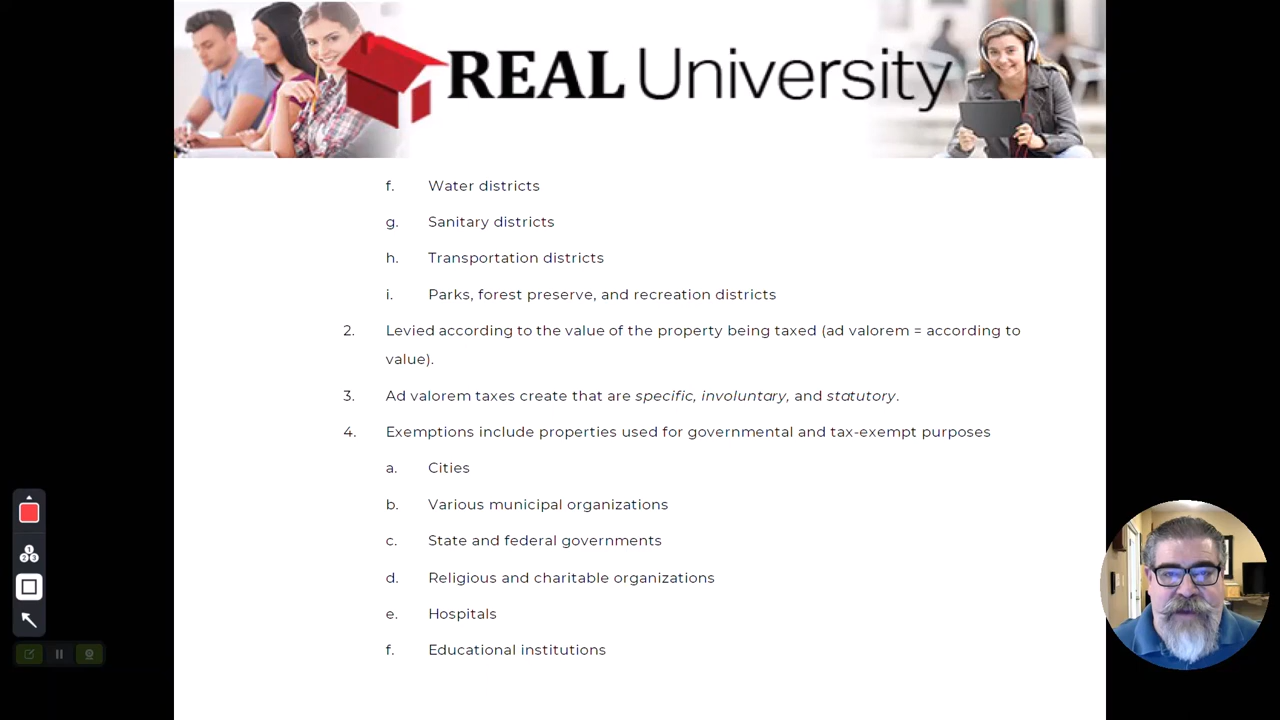 REAL University
f. Water districts
g. Sanitary districts
h. Transportation districts
i. Parks, forest preserve, and recreation districts
2. Levied according to the value of the property being taxed (ad valorem = according to
value).
3. Ad valorem taxes create that are specific, involuntary, and statutory.
4. Exemptions include properties used for governmental and tax-exempt purposes
a. Cities
b. Various municipal organizations
c. State and federal governments
d. Religious and charitable organizations
e. Hospitals
f. Educational institutions